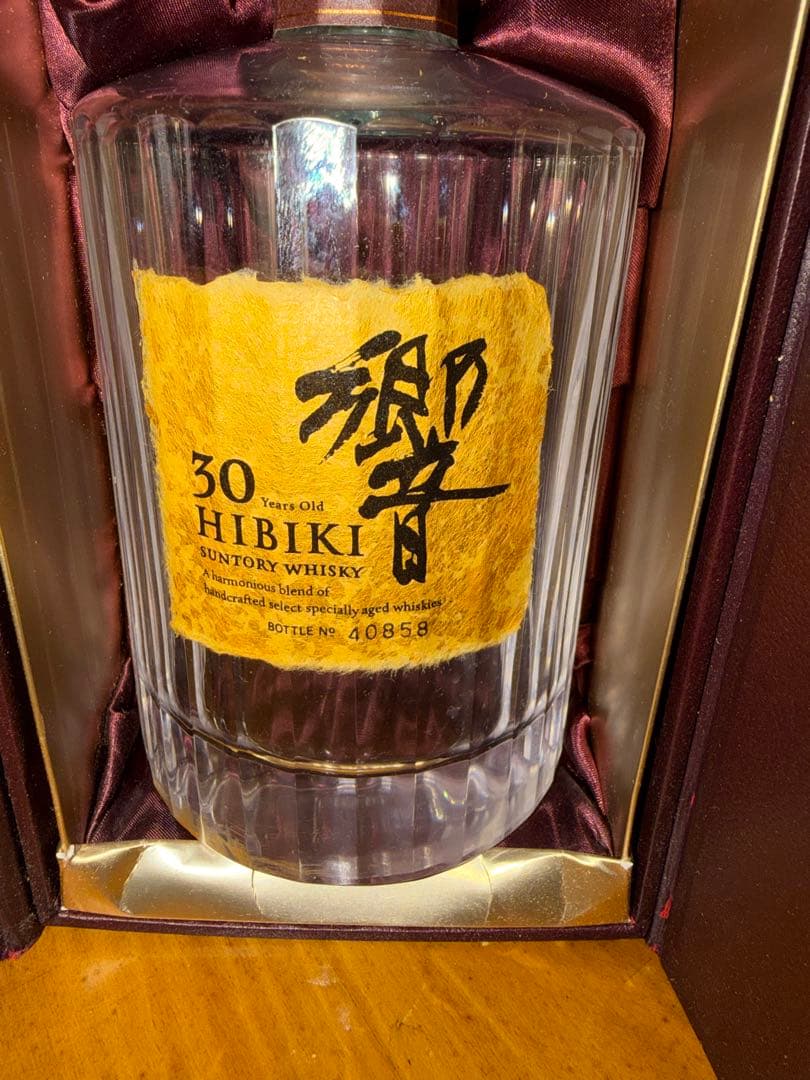 響
30 Years Old
HIBIKI
SUNTORY WHISKY
A harmonious blend of
handcrafted select specially aged whiskies
BOTTLE Nº 40858